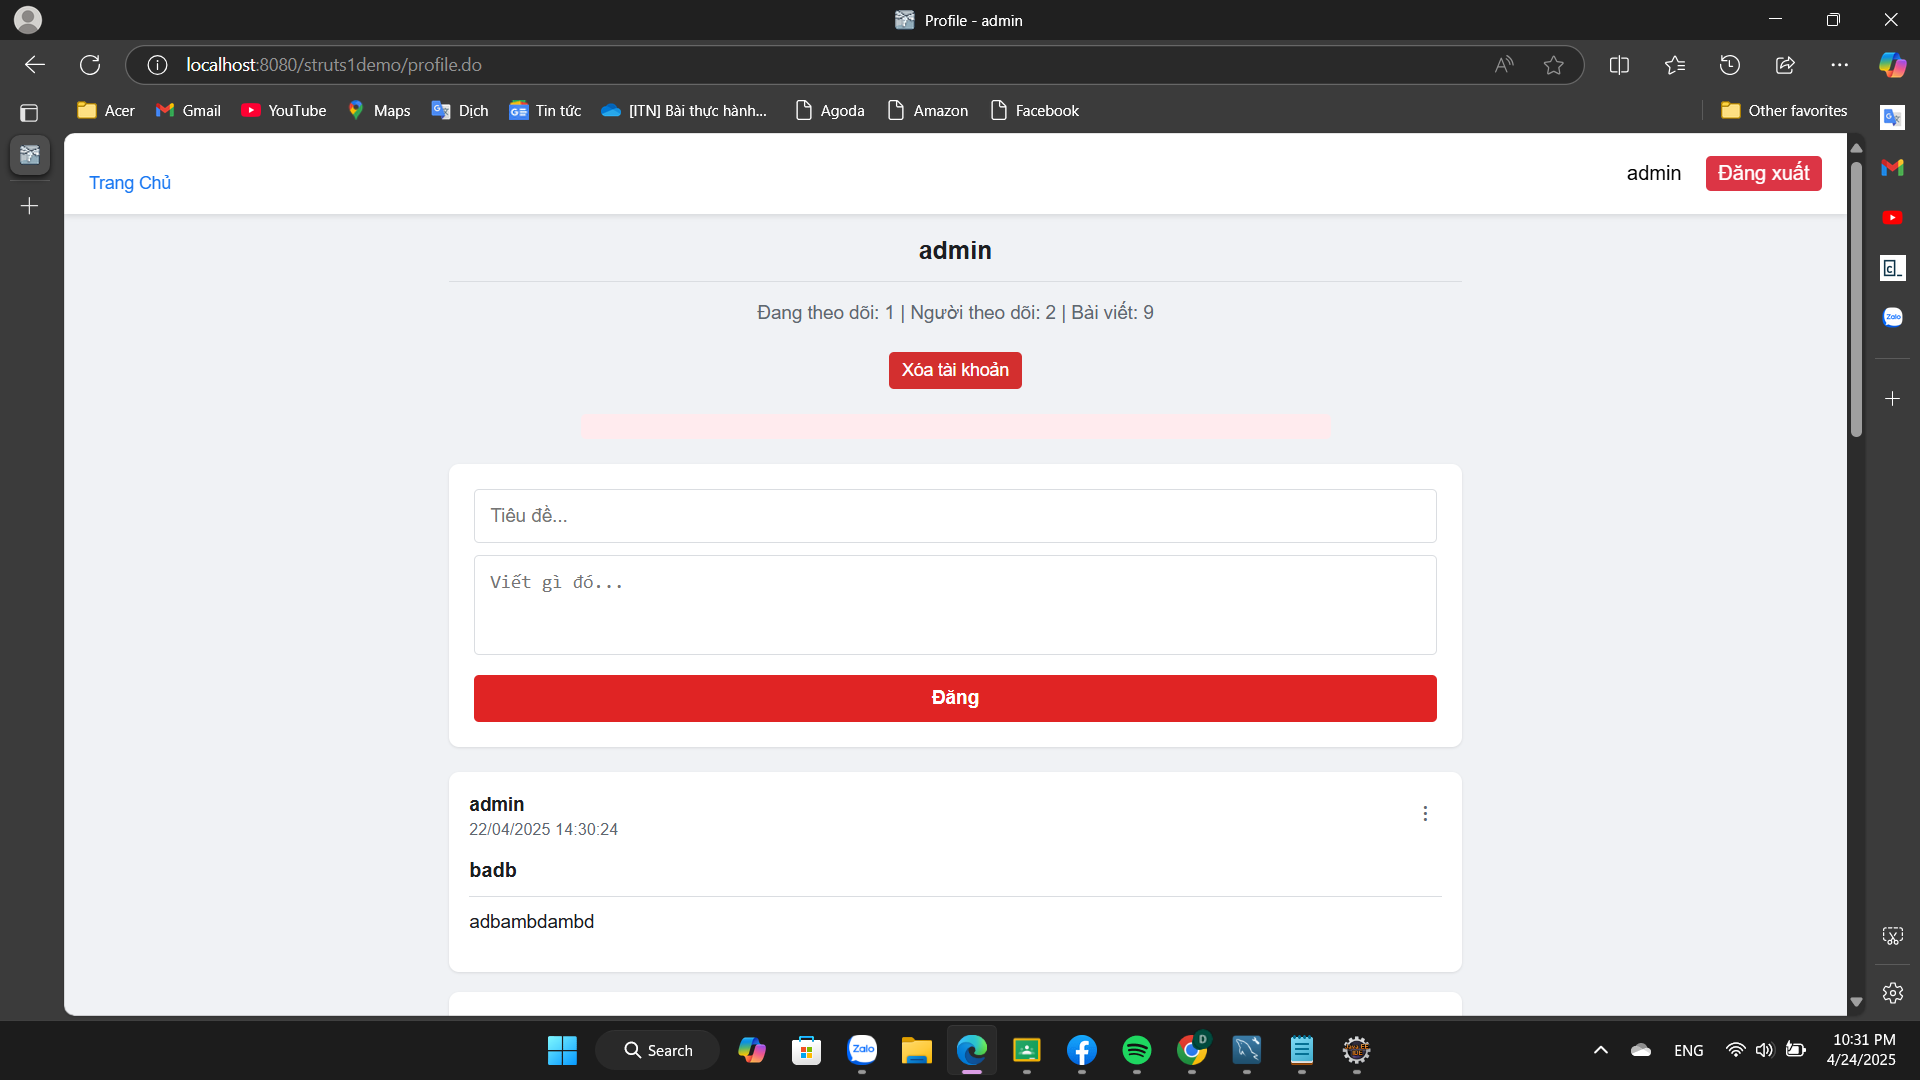 Profile - admin
localhost:8080/struts1demo/profile.do
Acer
Gmail
YouTube
Maps
Dịch
Tin tức
[ITN] Bài thực hành...
Agoda
Amazon
Facebook
Other favorites
Trang Chủ
admin
Đăng xuất
admin
Đang theo dõi: 1 | Người theo dõi: 2 | Bài viết: 9
Xóa tài khoản
Tiêu đề...
Viết gì đó...
Đăng
admin
22/04/2025 14:30:24
badb
adbambdambd
Search
Zalo
ENG
10:31 PM
4/24/2025